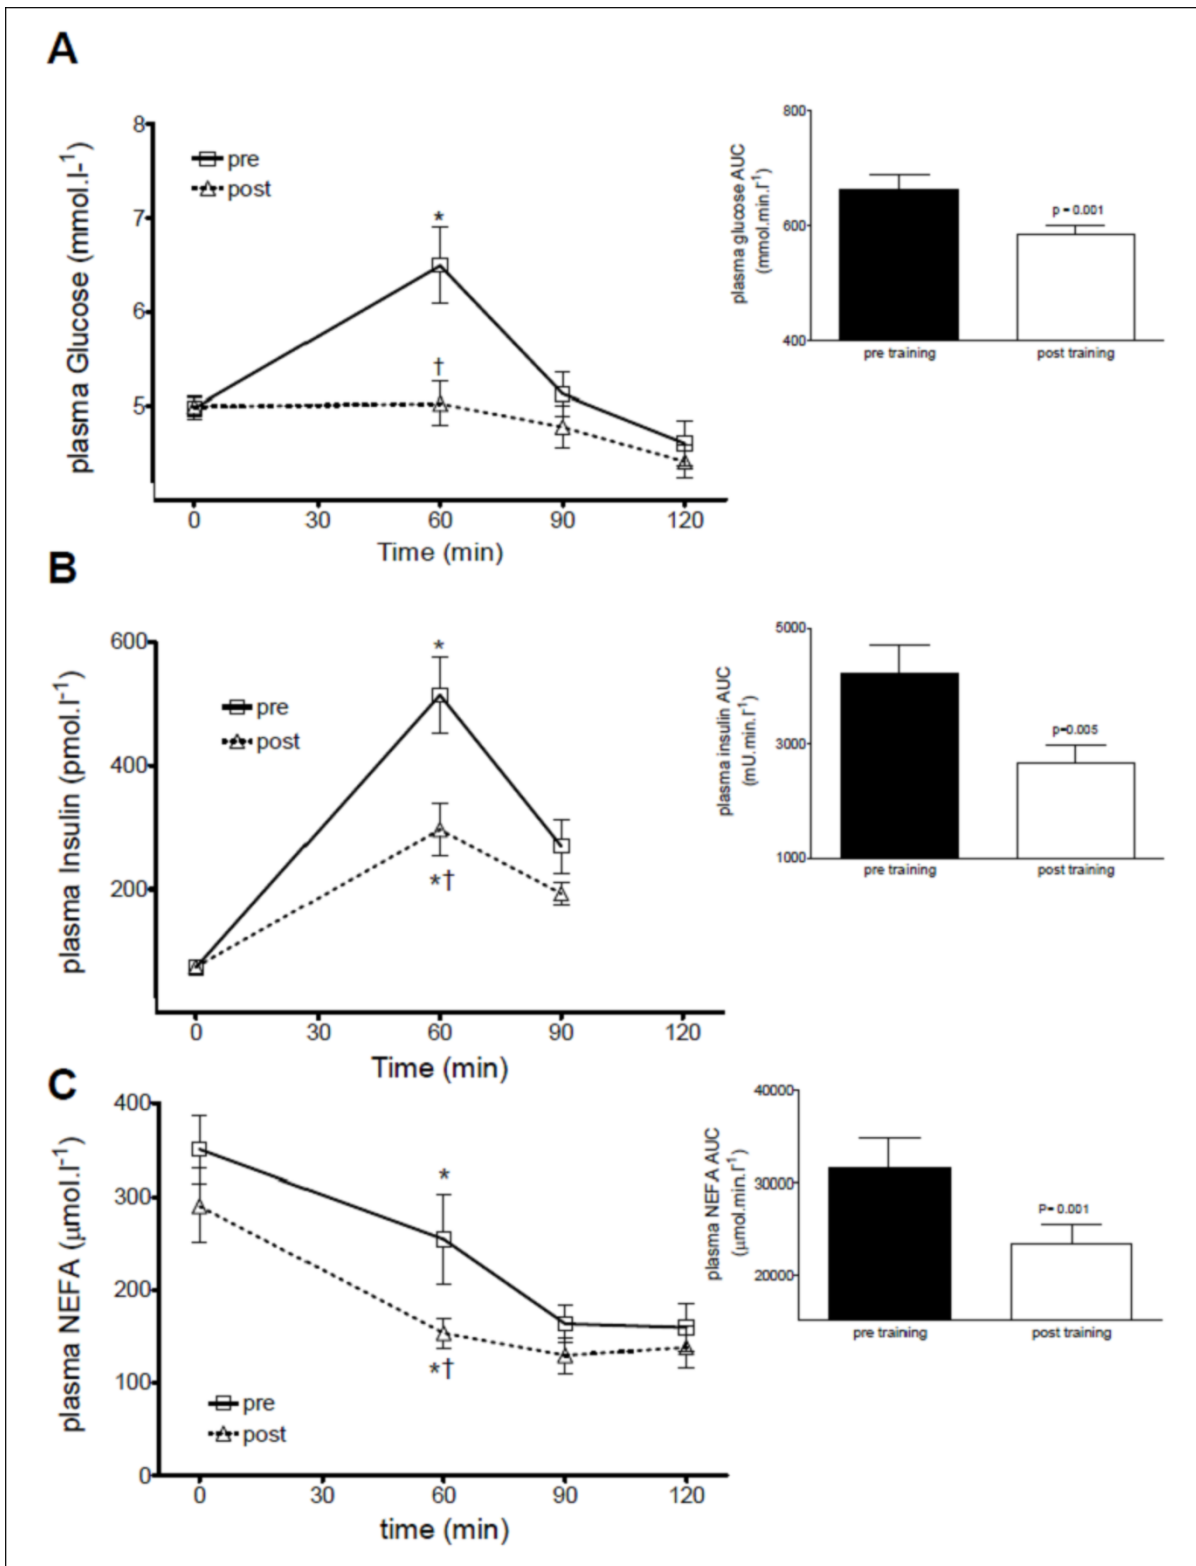 A
plasma Glucose (mmol.l-¹)
8
7
6
5
pre
post
*
†
0 30 60 90 120
Time (min)
plasma glucose AUC
(mmol.min.l⁻¹)
800
600
400
p = 0.001
pre training post training
B
plasma Insulin (pmol.l⁻¹)
600
400
200
pre
post
*
*†
0 30 60 90 120
Time (min)
plasma insulin AUC
(mU.min.l⁻¹)
5000
3000
1000
p=0.005
pre training post training
C
plasma NEFA (μmol.l⁻¹)
400
300
200
100
0
*
*†
pre
post
0 30 60 90 120
time (min)
plasma NEFA AUC
(μmol.min.l⁻¹)
40000
30000
20000
P= 0.001
pre training post training